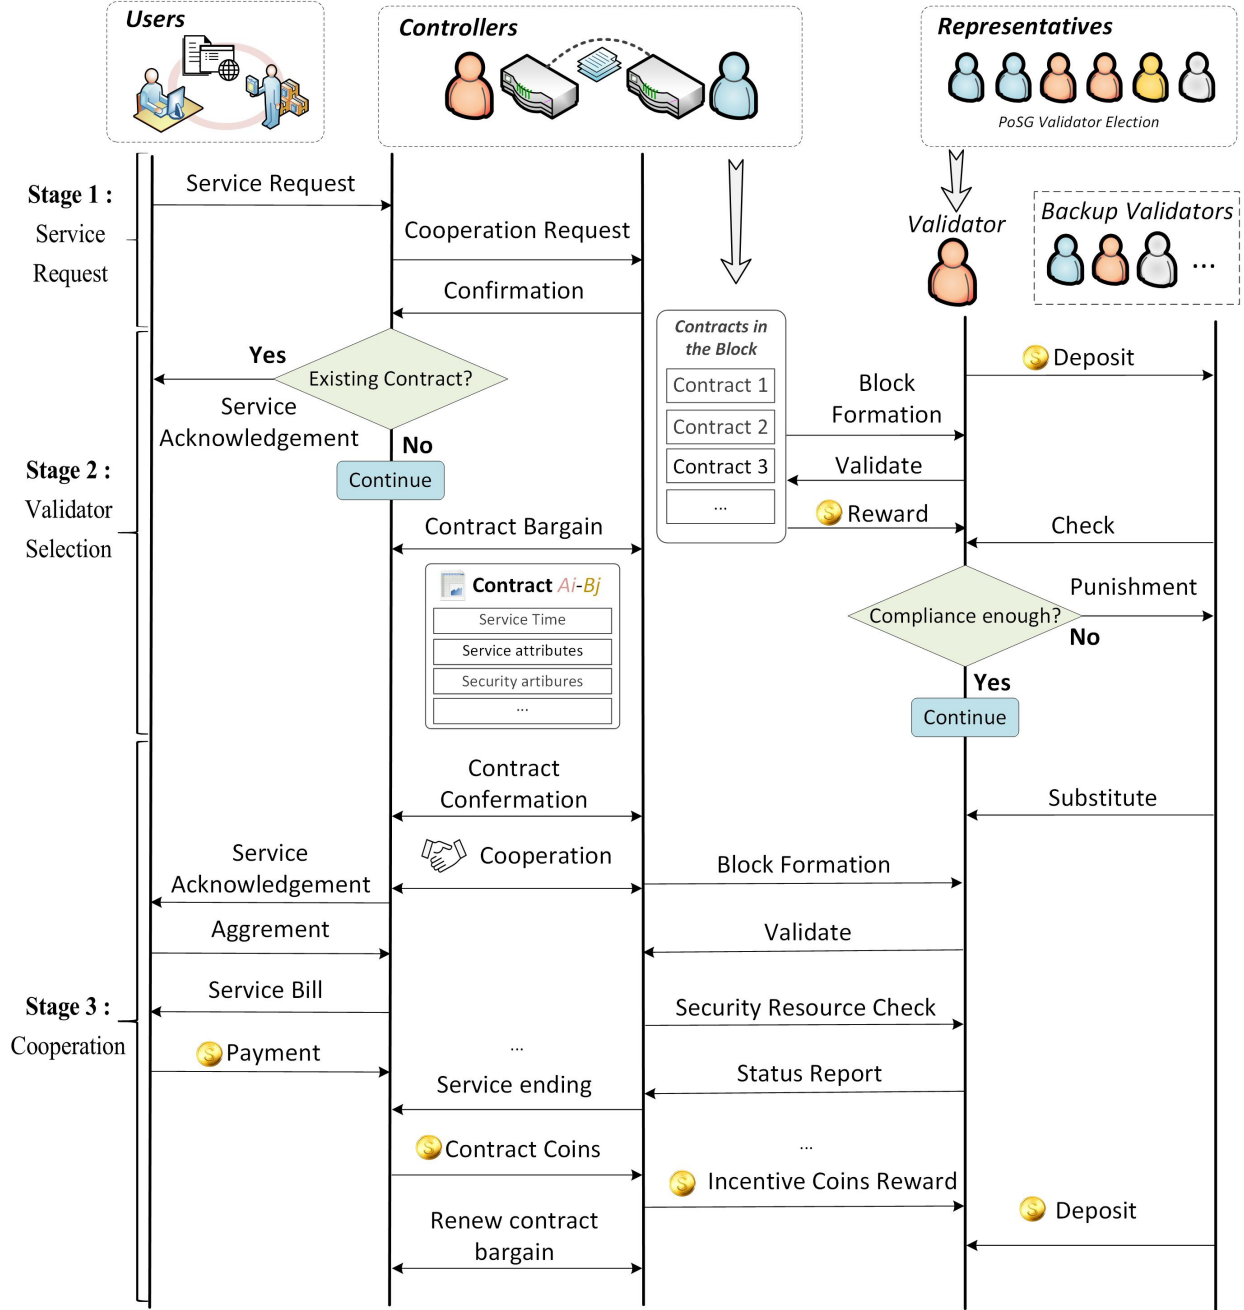 Users
Controllers
Representatives
PoSG Validator Election
Stage 1 :
Service
Request
Service Request
Cooperation Request
Confirmation
Validator
Backup Validators
...
Contracts in
the Block
Contract 1
Contract 2
Contract 3
...
Yes
Existing Contract?
Service
Acknowledgement
No
Continue
Block
Formation
Validate
Reward
Deposit
Check
Stage 2 :
Validator
Selection
Contract Bargain
Contract Ai-Bj
Service Time
Service attributes
Security artibures
...
Compliance enough?
Punishment
No
Yes
Continue
Stage 3 :
Cooperation
Contract
Confermation
Substitute
Cooperation
Service
Acknowledgement
Block Formation
Aggrement
Validate
Service Bill
Security Resource Check
Payment
...
Status Report
Service ending
Contract Coins
...
Incentive Coins Reward
Renew contract
bargain
Deposit